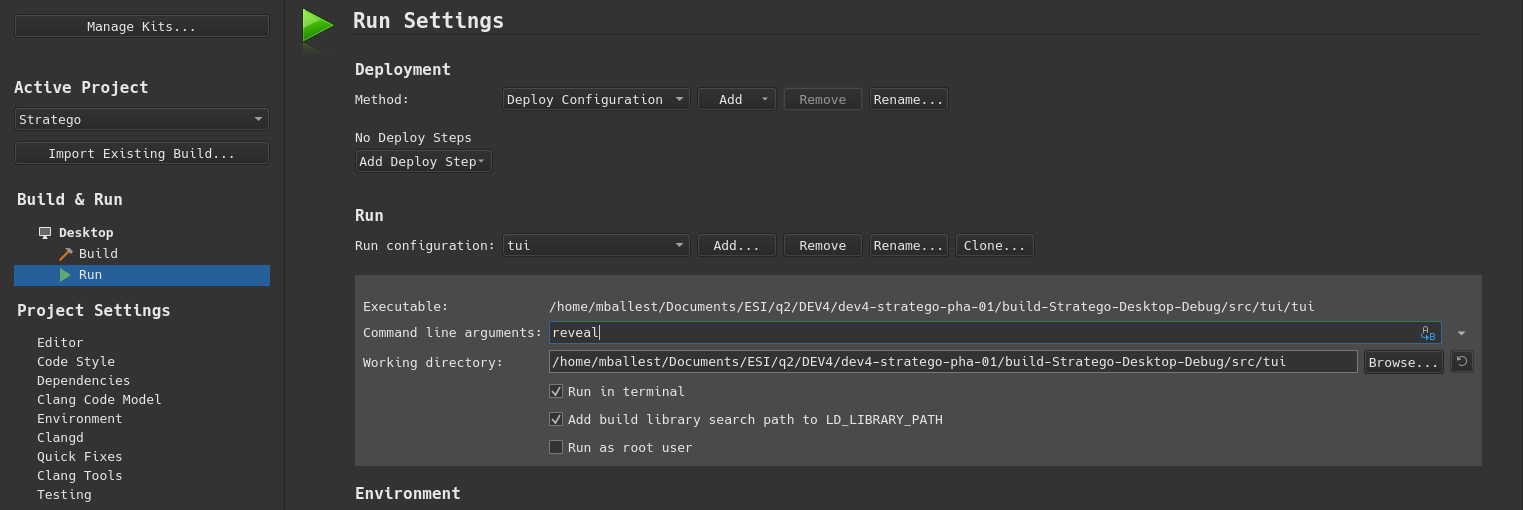 Manage Kits...
Active Project
Stratego
Import Existing Build...
Build & Run
Desktop
Build
Run
Project Settings
Editor
Code Style
Dependencies
Clang Code Model
Environment
Clangd
Quick Fixes
Clang Tools
Testing
Run Settings
Deployment
Method: Deploy Configuration Add Remove Rename...
No Deploy Steps
Add Deploy Step
Run
Run configuration: tui Add... Remove Rename... Clone...
Executable: /home/mballest/Documents/ESI/q2/DEV4/dev4-stratego-pha-01/build-Stratego-Desktop-Debug/src/tui/tui
Command line arguments: reveal
Working directory: /home/mballest/Documents/ESI/q2/DEV4/dev4-stratego-pha-01/build-Stratego-Desktop-Debug/src/tui Browse...
Run in terminal
Add build library search path to LD_LIBRARY_PATH
Run as root user
Environment